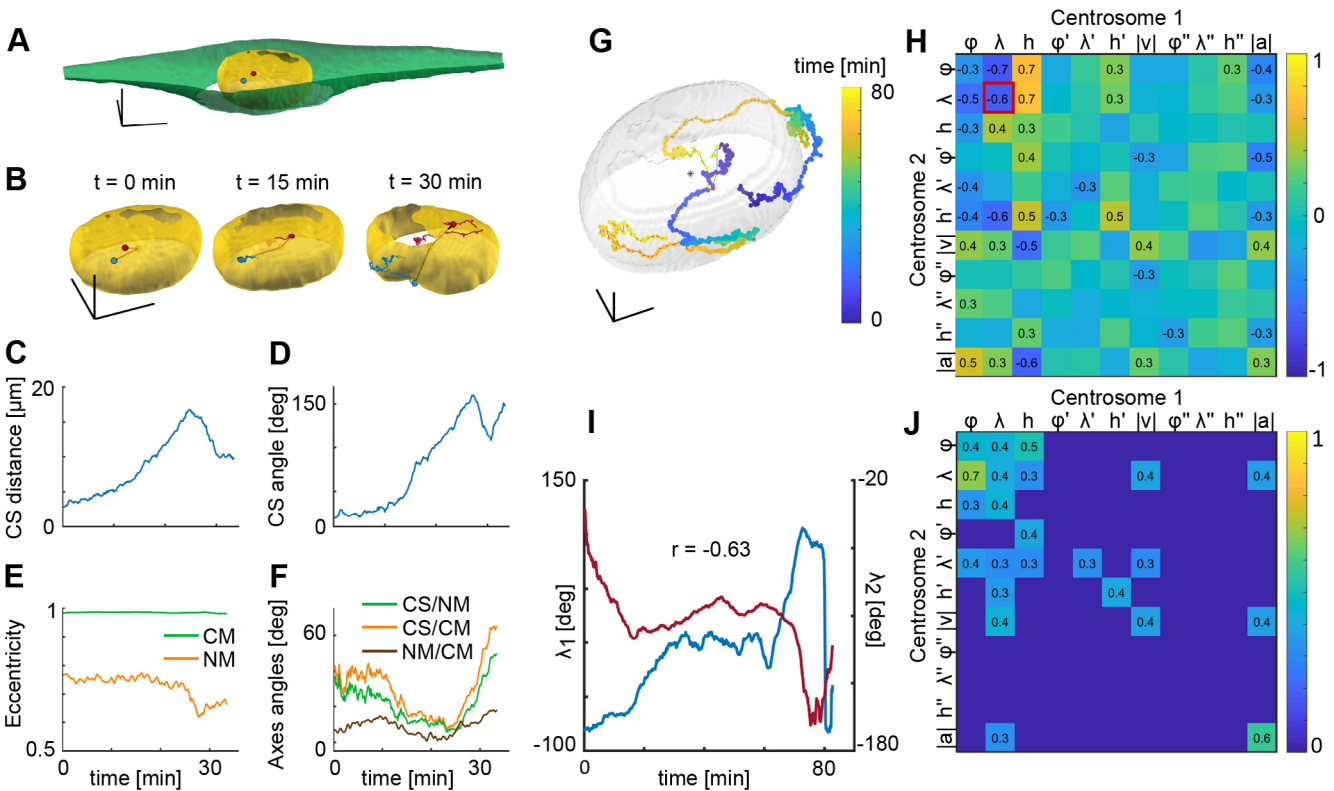 A
B
t = 0 min t = 15 min t = 30 min
C
CS distance [µm]
20
0
D
CS angle [deg]
150
0
E
Eccentricity
1
0.5
CM
NM
0 30
time [min]
F
Axes angles [deg]
60
0
CS/NM
CS/CM
NM/CM
0 30
time [min]
G
time [min]
80
0
I
150
-100
λ1 [deg]
r = -0.63
-20
-180
λ2 [deg]
0 80
time [min]
H
Centrosome 1
φ λ h φ' λ' h' |v| φ" λ" h" |a|
Centrosome 2
φ -0.3 -0.7 0.7 0.3 0.3 -0.4
λ -0.5 -0.6 0.7 0.3 -0.3
h -0.3 0.4 0.3
φ' 0.4 -0.3 -0.5
λ' -0.4 -0.3
h' -0.4 -0.6 0.5 -0.3 0.5 -0.3
|v| 0.4 0.3 -0.5 0.4 0.4
φ" -0.3
λ" 0.3
h" 0.3 -0.3 -0.3
|a| 0.5 0.3 -0.6 0.3 0.3
1
0
-1
J
Centrosome 1
φ λ h φ' λ' h' |v| φ" λ" h" |a|
Centrosome 2
φ 0.4 0.4 0.5
λ 0.7 0.4 0.3 0.4 0.4
h 0.3 0.4
φ' 0.4
λ' 0.4 0.3 0.3 0.3 0.3
h' 0.3 0.4
|v| 0.4 0.4 0.4
φ"
λ"
h"
|a| 0.3 0.6
1
0